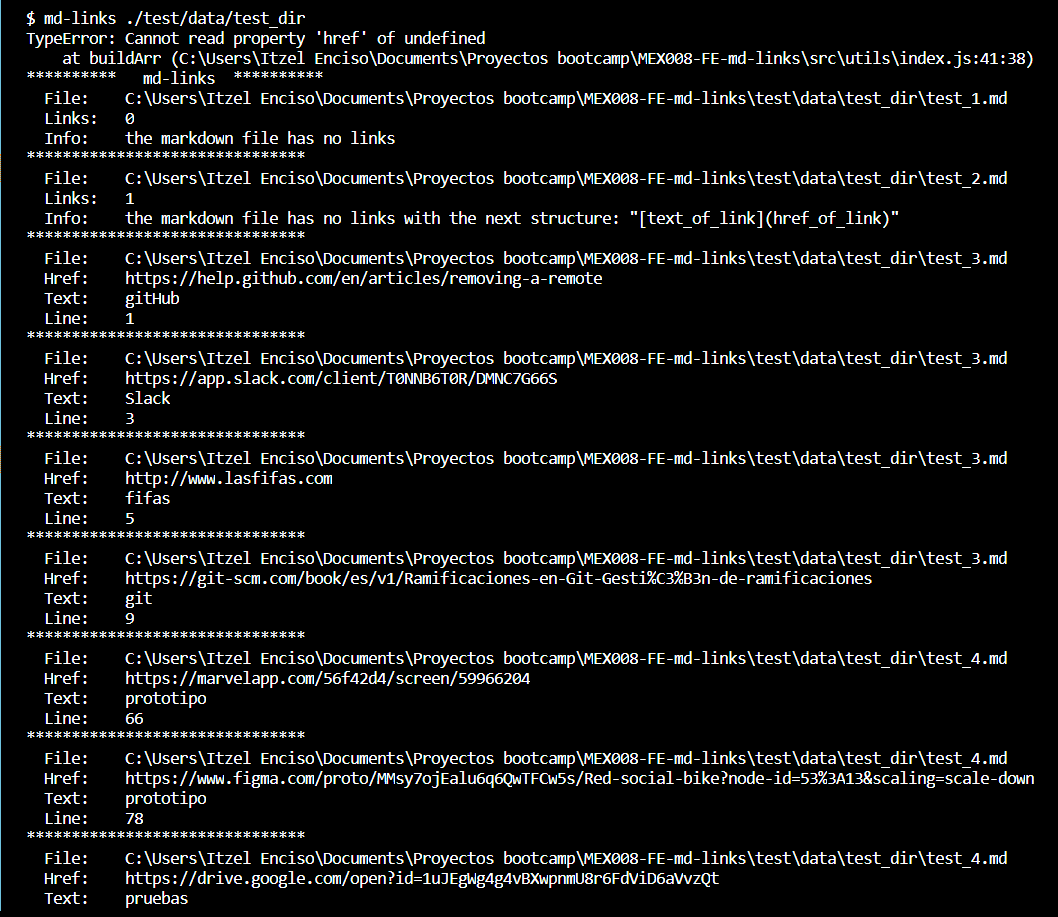 $ md-links ./test/data/test_dir
TypeError: Cannot read property 'href' of undefined
    at buildArr (C:\Users\Itzel Enciso\Documents\Proyectos bootcamp\MEX008-FE-md-links\src\utils\index.js:41:38)
**********   md-links  **********
  File:    C:\Users\Itzel Enciso\Documents\Proyectos bootcamp\MEX008-FE-md-links\test\data\test_dir\test_1.md
  Links:   0
  Info:    the markdown file has no links
*******************************
  File:    C:\Users\Itzel Enciso\Documents\Proyectos bootcamp\MEX008-FE-md-links\test\data\test_dir\test_2.md
  Links:   1
  Info:    the markdown file has no links with the next structure: "[text_of_link](href_of_link)"
*******************************
  File:    C:\Users\Itzel Enciso\Documents\Proyectos bootcamp\MEX008-FE-md-links\test\data\test_dir\test_3.md
  Href:    https://help.github.com/en/articles/removing-a-remote
  Text:    gitHub
  Line:    1
*******************************
  File:    C:\Users\Itzel Enciso\Documents\Proyectos bootcamp\MEX008-FE-md-links\test\data\test_dir\test_3.md
  Href:    https://app.slack.com/client/T0NNB6T0R/DMNC7G66S
  Text:    Slack
  Line:    3
*******************************
  File:    C:\Users\Itzel Enciso\Documents\Proyectos bootcamp\MEX008-FE-md-links\test\data\test_dir\test_3.md
  Href:    http://www.lasfifas.com
  Text:    fifas
  Line:    5
*******************************
  File:    C:\Users\Itzel Enciso\Documents\Proyectos bootcamp\MEX008-FE-md-links\test\data\test_dir\test_3.md
  Href:    https://git-scm.com/book/es/v1/Ramificaciones-en-Git-Gesti%C3%B3n-de-ramificaciones
  Text:    git
  Line:    9
*******************************
  File:    C:\Users\Itzel Enciso\Documents\Proyectos bootcamp\MEX008-FE-md-links\test\data\test_dir\test_4.md
  Href:    https://marvelapp.com/56f42d4/screen/59966204
  Text:    prototipo
  Line:    66
*******************************
  File:    C:\Users\Itzel Enciso\Documents\Proyectos bootcamp\MEX008-FE-md-links\test\data\test_dir\test_4.md
  Href:    https://www.figma.com/proto/MMsy7ojEalu6q6QwTFCw5s/Red-social-bike?node-id=53%3A13&scaling=scale-down
  Text:    prototipo
  Line:    78
*******************************
  File:    C:\Users\Itzel Enciso\Documents\Proyectos bootcamp\MEX008-FE-md-links\test\data\test_dir\test_4.md
  Href:    https://drive.google.com/open?id=1uJEgWg4g4vBXwpnmU8r6FdViD6aVvzQt
  Text:    pruebas